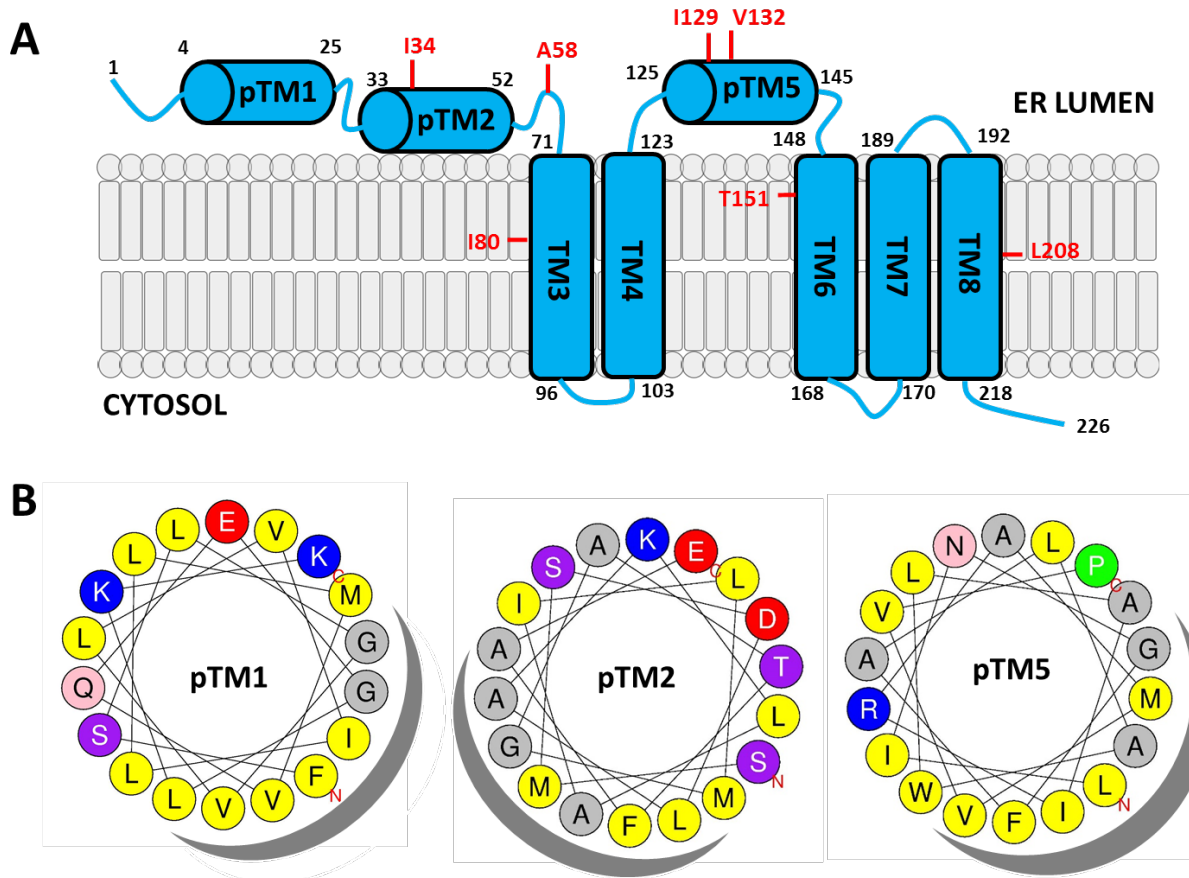 A
I129 V132
I34
A58
4 25
1
pTM1
33 52
pTM2
125
pTM5
145
ER LUMEN
71 123 148 189 192
I80
T151
L208
TM3
TM4
TM6
TM7
TM8
CYTOSOL
96 103 168 170 218
226
B
E
V
K
C
M
G
G
I
F
N
V
V
L
L
S
Q
L
K
L
L
pTM1
K
E
C
L
D
T
L
S
N
M
L
F
A
M
G
A
A
I
S
A
pTM2
A
L
P
C
A
G
M
A
L
N
I
F
V
W
I
R
A
V
L
N
pTM5